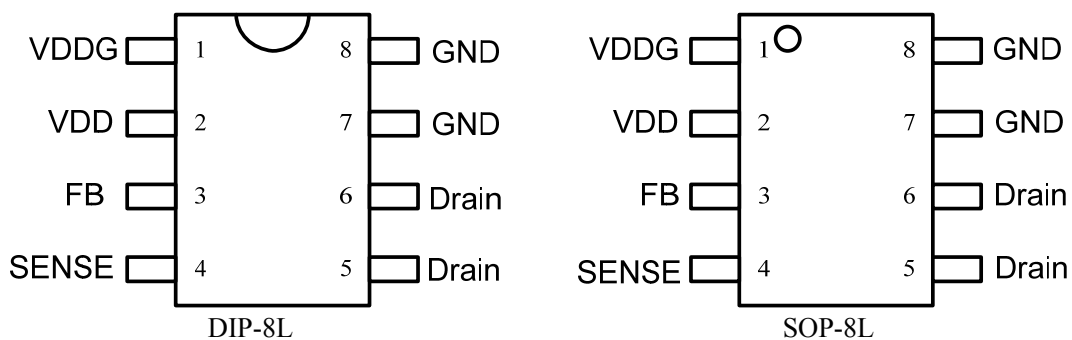 VDDG 1 8 GND
VDD 2 7 GND
FB 3 6 Drain
SENSE 4 5 Drain
DIP-8L
VDDG 1 8 GND
VDD 2 7 GND
FB 3 6 Drain
SENSE 4 5 Drain
SOP-8L